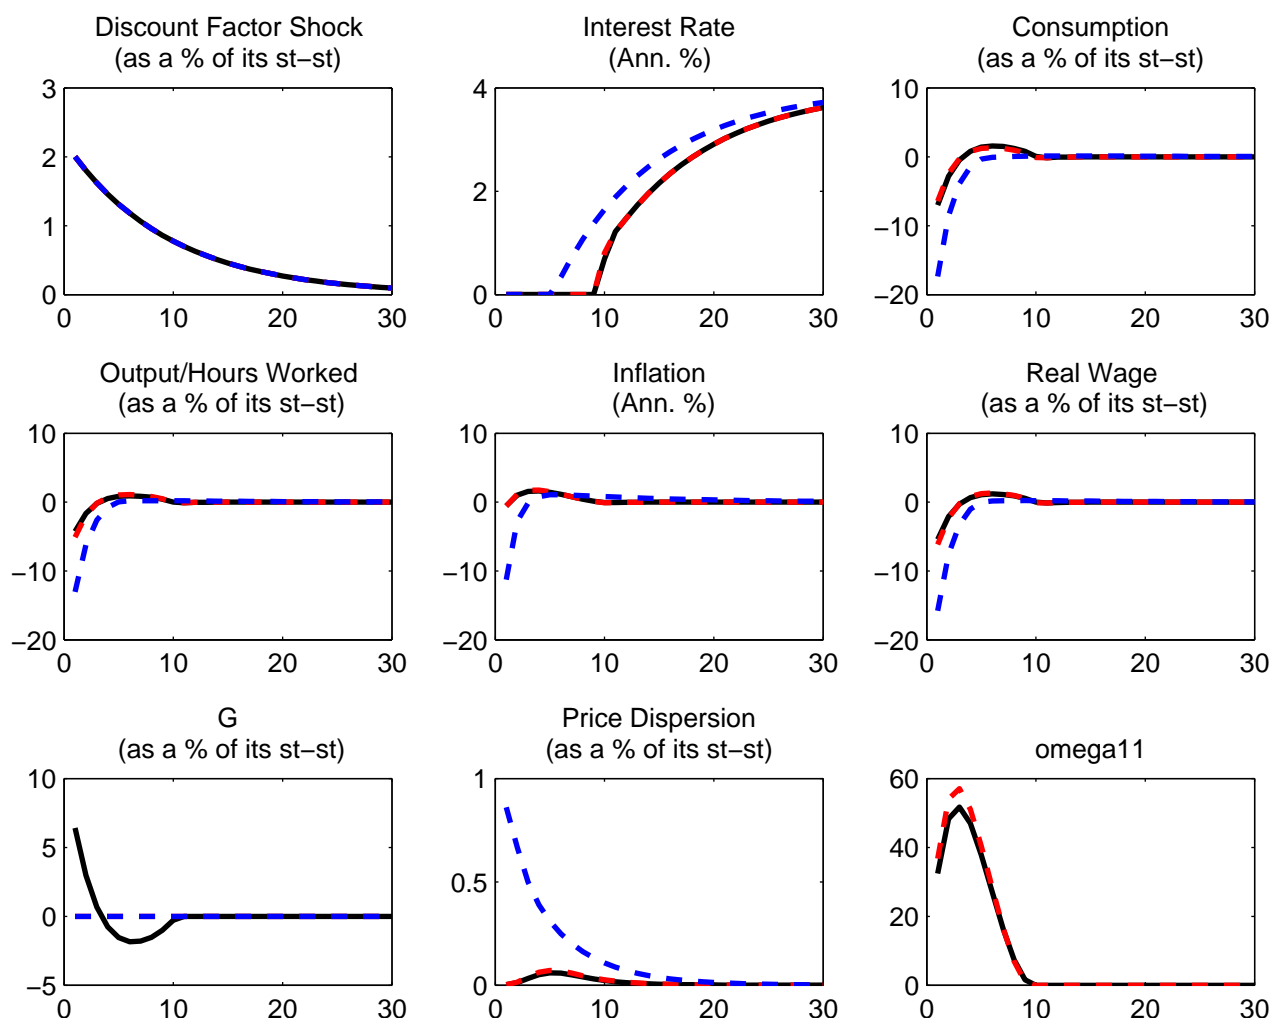 Discount Factor Shock
(as a % of its st−st)
3
2
1
0
0 10 20 30
Interest Rate
(Ann. %)
4
2
0
0 10 20 30
Consumption
(as a % of its st−st)
10
0
−10
−20
0 10 20 30
Output/Hours Worked
(as a % of its st−st)
10
0
−10
−20
0 10 20 30
Inflation
(Ann. %)
10
0
−10
−20
0 10 20 30
Real Wage
(as a % of its st−st)
10
0
−10
−20
0 10 20 30
G
(as a % of its st−st)
10
5
0
−5
0 10 20 30
Price Dispersion
(as a % of its st−st)
1
0.5
0
0 10 20 30
omega11
60
40
20
0
0 10 20 30